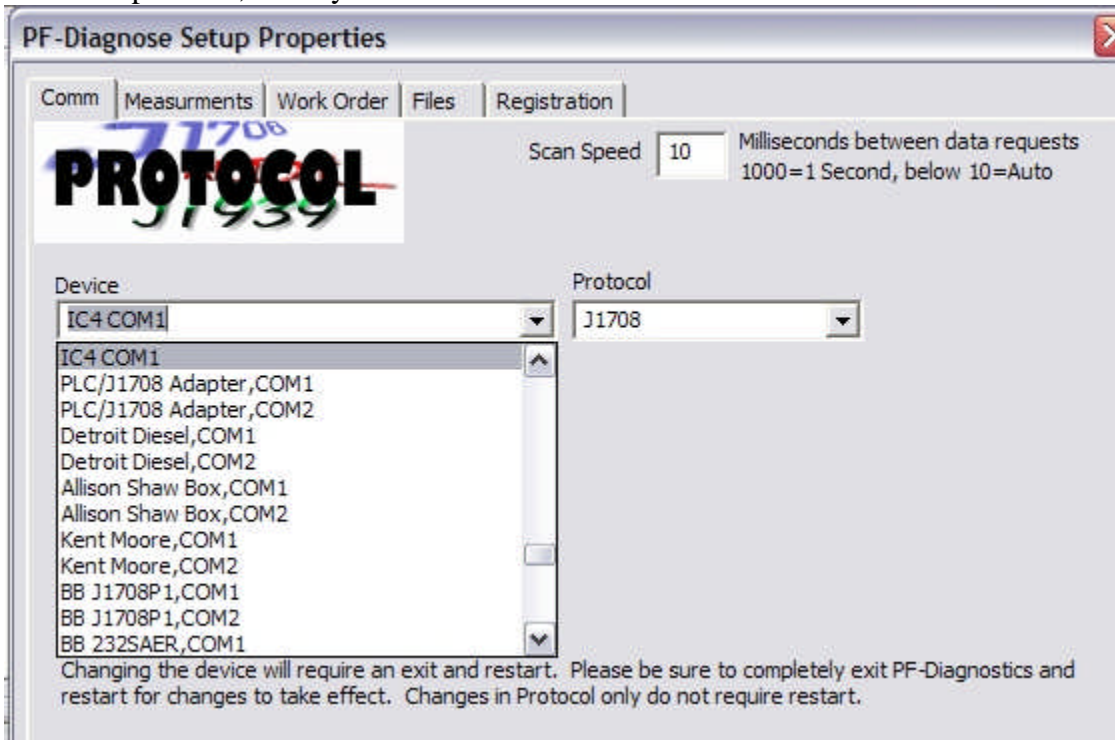 PF-Diagnose Setup Properties
Comm Measurments Work Order Files Registration
J1708
PROTOCOL
J1939
Scan Speed 10 Milliseconds between data requests
1000=1 Second, below 10=Auto
Device Protocol
IC4 COM1 J1708
IC4 COM1
PLC/J1708 Adapter,COM1
PLC/J1708 Adapter,COM2
Detroit Diesel,COM1
Detroit Diesel,COM2
Allison Shaw Box,COM1
Allison Shaw Box,COM2
Kent Moore,COM1
Kent Moore,COM2
BB J1708P1,COM1
BB J1708P1,COM2
BB 232SAER,COM1
Changing the device will require an exit and restart. Please be sure to completely exit PF-Diagnostics and
restart for changes to take effect. Changes in Protocol only do not require restart.